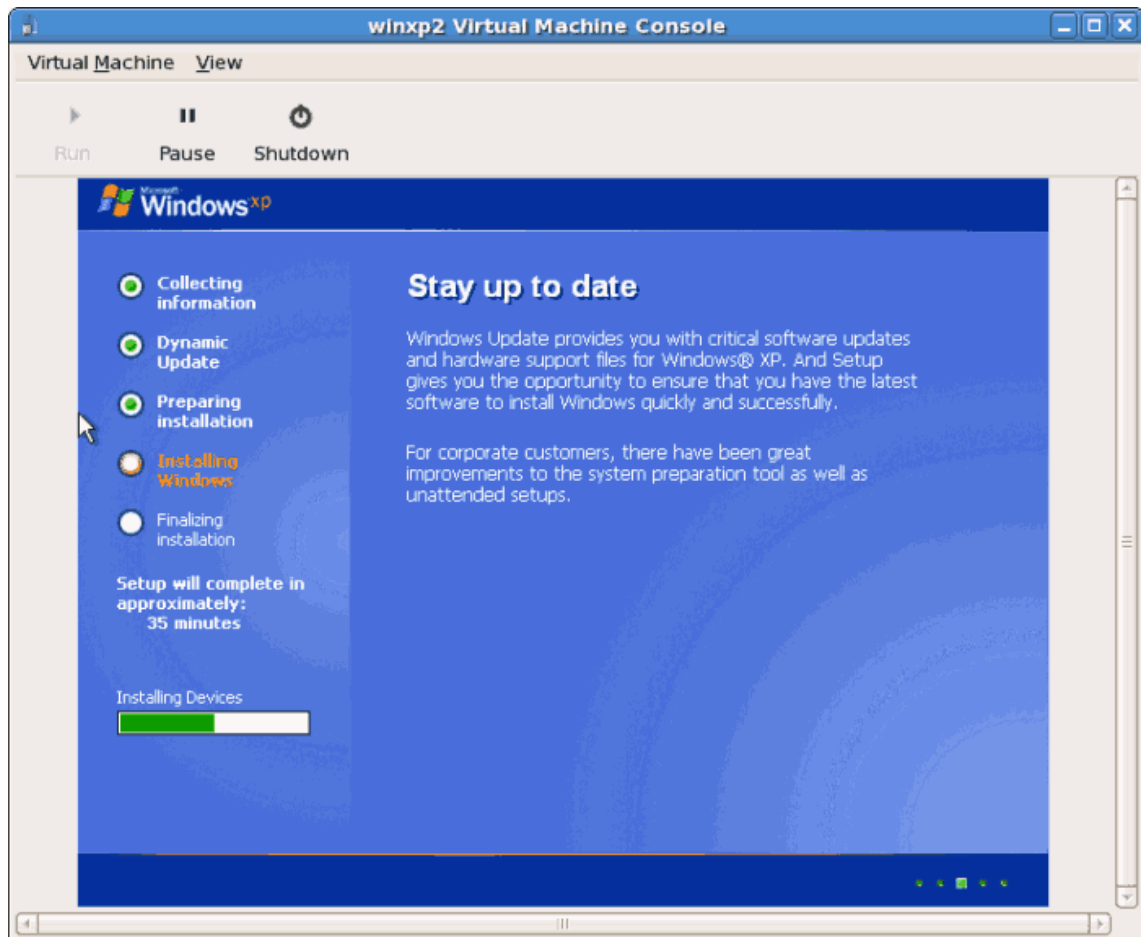 winxp2 Virtual Machine Console
Virtual Machine View
Run Pause Shutdown
Microsoft
Windows xp
Collecting
information
Dynamic
Update
Preparing
installation
Installing
Windows
Finalizing
installation
Setup will complete in
approximately:
35 minutes
Installing Devices
Stay up to date
Windows Update provides you with critical software updates
and hardware support files for Windows® XP. And Setup
gives you the opportunity to ensure that you have the latest
software to install Windows quickly and successfully.
For corporate customers, there have been great
improvements to the system preparation tool as well as
unattended setups.